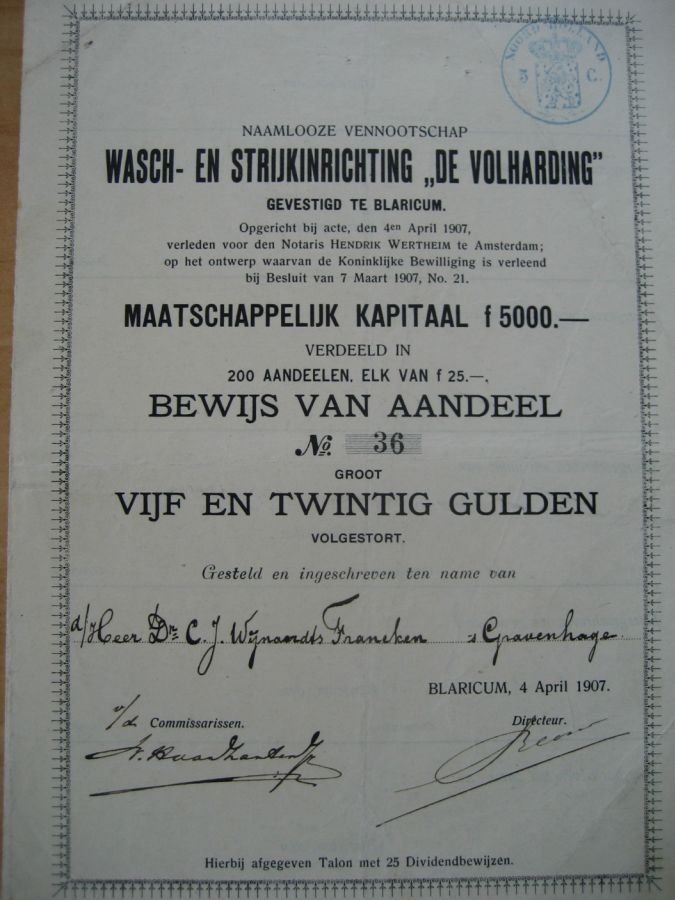 NOORD HOLLAND
5 C.
NAAMLOOZE VENNOOTSCHAP
WASCH- EN STRIJKINRICHTING „DE VOLHARDING"
GEVESTIGD TE BLARICUM.
Opgericht bij acte, den 4en April 1907,
verleden voor den Notaris HENDRIK WERTHEIM te Amsterdam;
op het ontwerp waarvan de Koninklijke Bewilliging is verleend
bij Besluit van 7 Maart 1907, No. 21.
MAATSCHAPPELIJK KAPITAAL f 5000.—
VERDEELD IN
200 AANDEELEN, ELK VAN f 25.—.
BEWIJS VAN AANDEEL
No. 36
GROOT
VIJF EN TWINTIG GULDEN
VOLGESTORT.
Gesteld en ingeschreven ten name van
d/Heer Dr. C. J. Wijnaendts Francken s Gravenhage
BLARICUM, 4 April 1907.
v/d Commissarissen. Directeur.
Hierbij afgegeven Talon met 25 Dividendbewijzen.